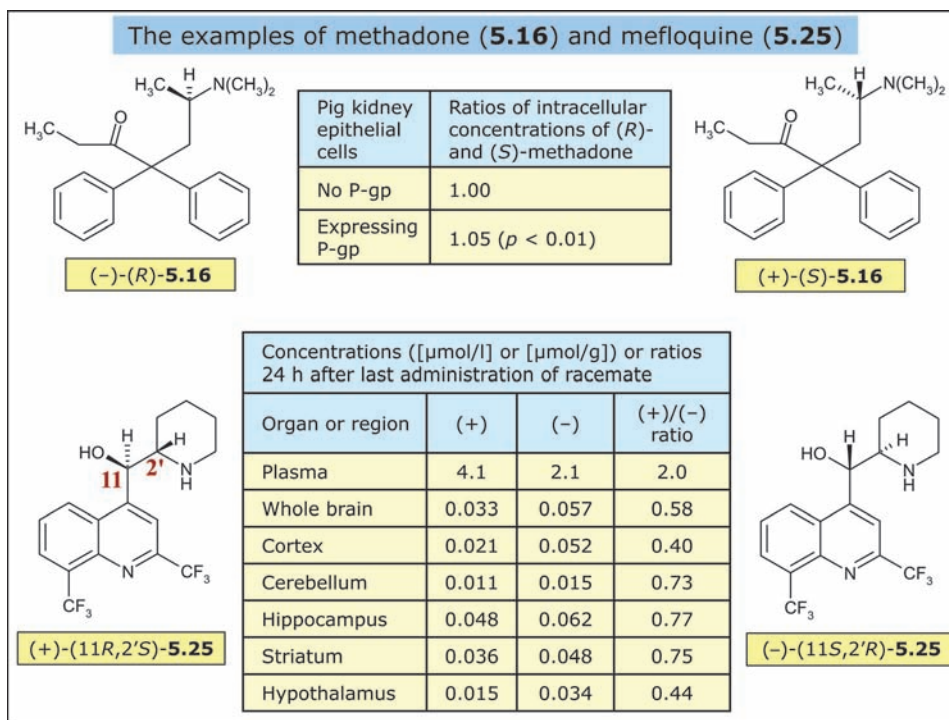 The examples of methadone (5.16) and mefloquine (5.25)
H
H₃C
N(CH₃)₂
O
H₃C
(–)-(R)-5.16
Pig kidney
epithelial
cells
Ratios of intracellular
concentrations of (R)-
and (S)-methadone
No P-gp
1.00
Expressing
P-gp
1.05 (p < 0.01)
H
H₃C
N(CH₃)₂
O
H₃C
(+)-(S)-5.16
H
H
HO
2'
11
NH
N
CF₃
CF₃
(+)-(11R,2'S)-5.25
Concentrations ([µmol/l] or [µmol/g]) or ratios
24 h after last administration of racemate
Organ or region (+) (–) (+)/(–)
ratio
Plasma 4.1 2.1 2.0
Whole brain 0.033 0.057 0.58
Cortex 0.021 0.052 0.40
Cerebellum 0.011 0.015 0.73
Hippocampus 0.048 0.062 0.77
Striatum 0.036 0.048 0.75
Hypothalamus 0.015 0.034 0.44
H
H
HO
N
H
N
CF₃
CF₃
(–)-(11S,2'R)-5.25